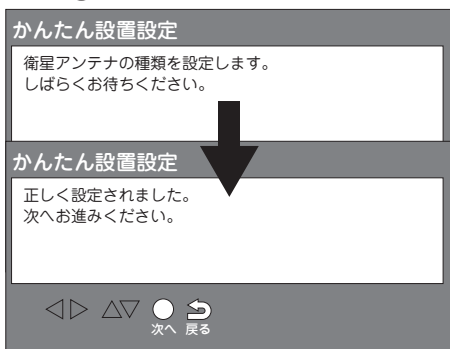 かんたん設置設定
衛星アンテナの種類を設定します。
しばらくお待ちください。
かんたん設置設定
正しく設定されました。
次へお進みください。
次へ 戻る